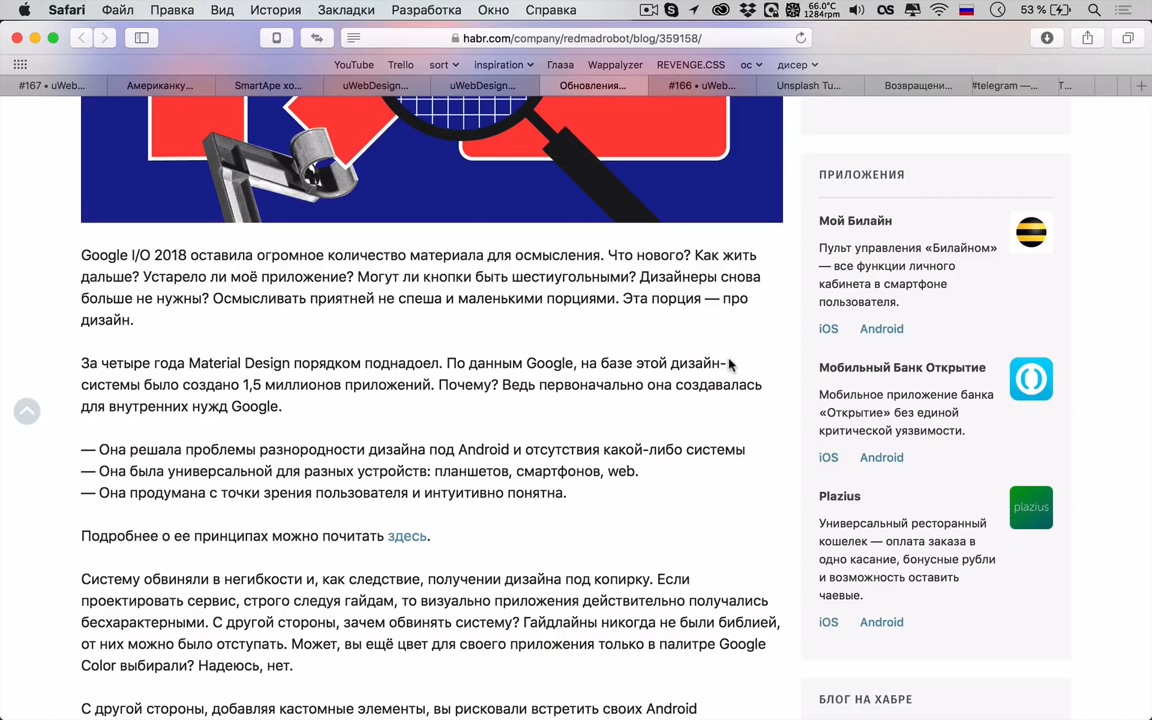 Safari Файл Правка Вид История Закладки Разработка Окно Справка 66.0°C 1284rpm 53 %
habr.com/company/redmadrobot/blog/359158/
YouTube Trello sort inspiration Глаза Wappalyzer REVENGE.CSS ос дисер
#167 • uWeb... Американку... SmartApe хо... uWebDesign... uWebDesign... Обновления... #166 • uWeb... Unsplash Tu... Возвращени... #telegram —... Т...
Google I/O 2018 оставила огромное количество материала для осмысления. Что нового? Как жить
дальше? Устарело ли моё приложение? Могут ли кнопки быть шестиугольными? Дизайнеры снова
больше не нужны? Осмысливать приятней не спеша и маленькими порциями. Эта порция — про
дизайн.
За четыре года Material Design порядком поднадоел. По данным Google, на базе этой дизайн-
системы было создано 1,5 миллионов приложений. Почему? Ведь первоначально она создавалась
для внутренних нужд Google.
— Она решала проблемы разнородности дизайна под Android и отсутствия какой-либо системы
— Она была универсальной для разных устройств: планшетов, смартфонов, web.
— Она продумана с точки зрения пользователя и интуитивно понятна.
Подробнее о ее принципах можно почитать здесь.
Систему обвиняли в негибкости и, как следствие, получении дизайна под копирку. Если
проектировать сервис, строго следуя гайдам, то визуально приложения действительно получались
бесхарактерными. С другой стороны, зачем обвинять систему? Гайдлайны никогда не были библией,
от них можно было отступать. Может, вы ещё цвет для своего приложения только в палитре Google
Color выбирали? Надеюсь, нет.
С другой стороны, добавляя кастомные элементы, вы рисковали встретить своих Android
ПРИЛОЖЕНИЯ
Мой Билайн
Пульт управления «Билайном»
— все функции личного
кабинета в смартфоне
пользователя.
iOS Android
Мобильный Банк Открытие
Мобильное приложение банка
«Открытие» без единой
критической уязвимости.
iOS Android
Plazius
plazius
Универсальный ресторанный
кошелек — оплата заказа в
одно касание, бонусные рубли
и возможность оставить
чаевые.
iOS Android
БЛОГ НА ХАБРЕ